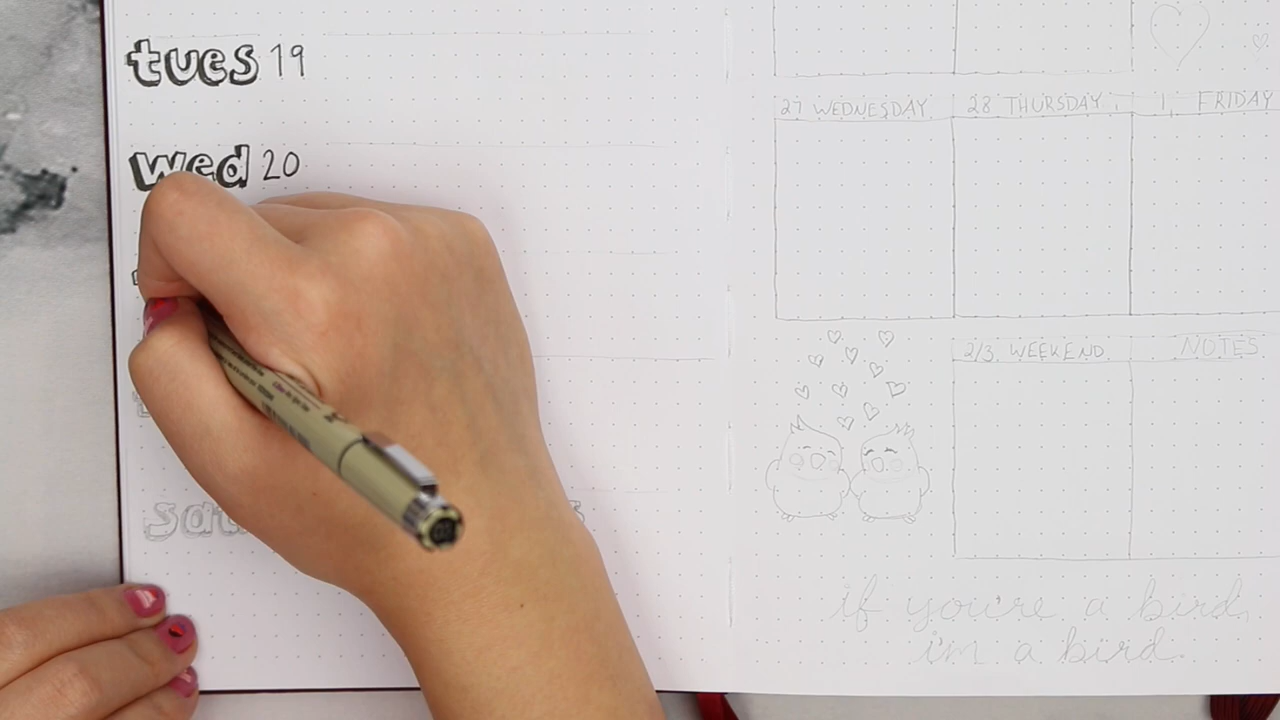 tues 19
wed 20
sat
27 WEDNESDAY
28 THURSDAY
1, FRIDAY
2/3. WEEKEND
NOTES
if you're a bird,
i'm a bird.